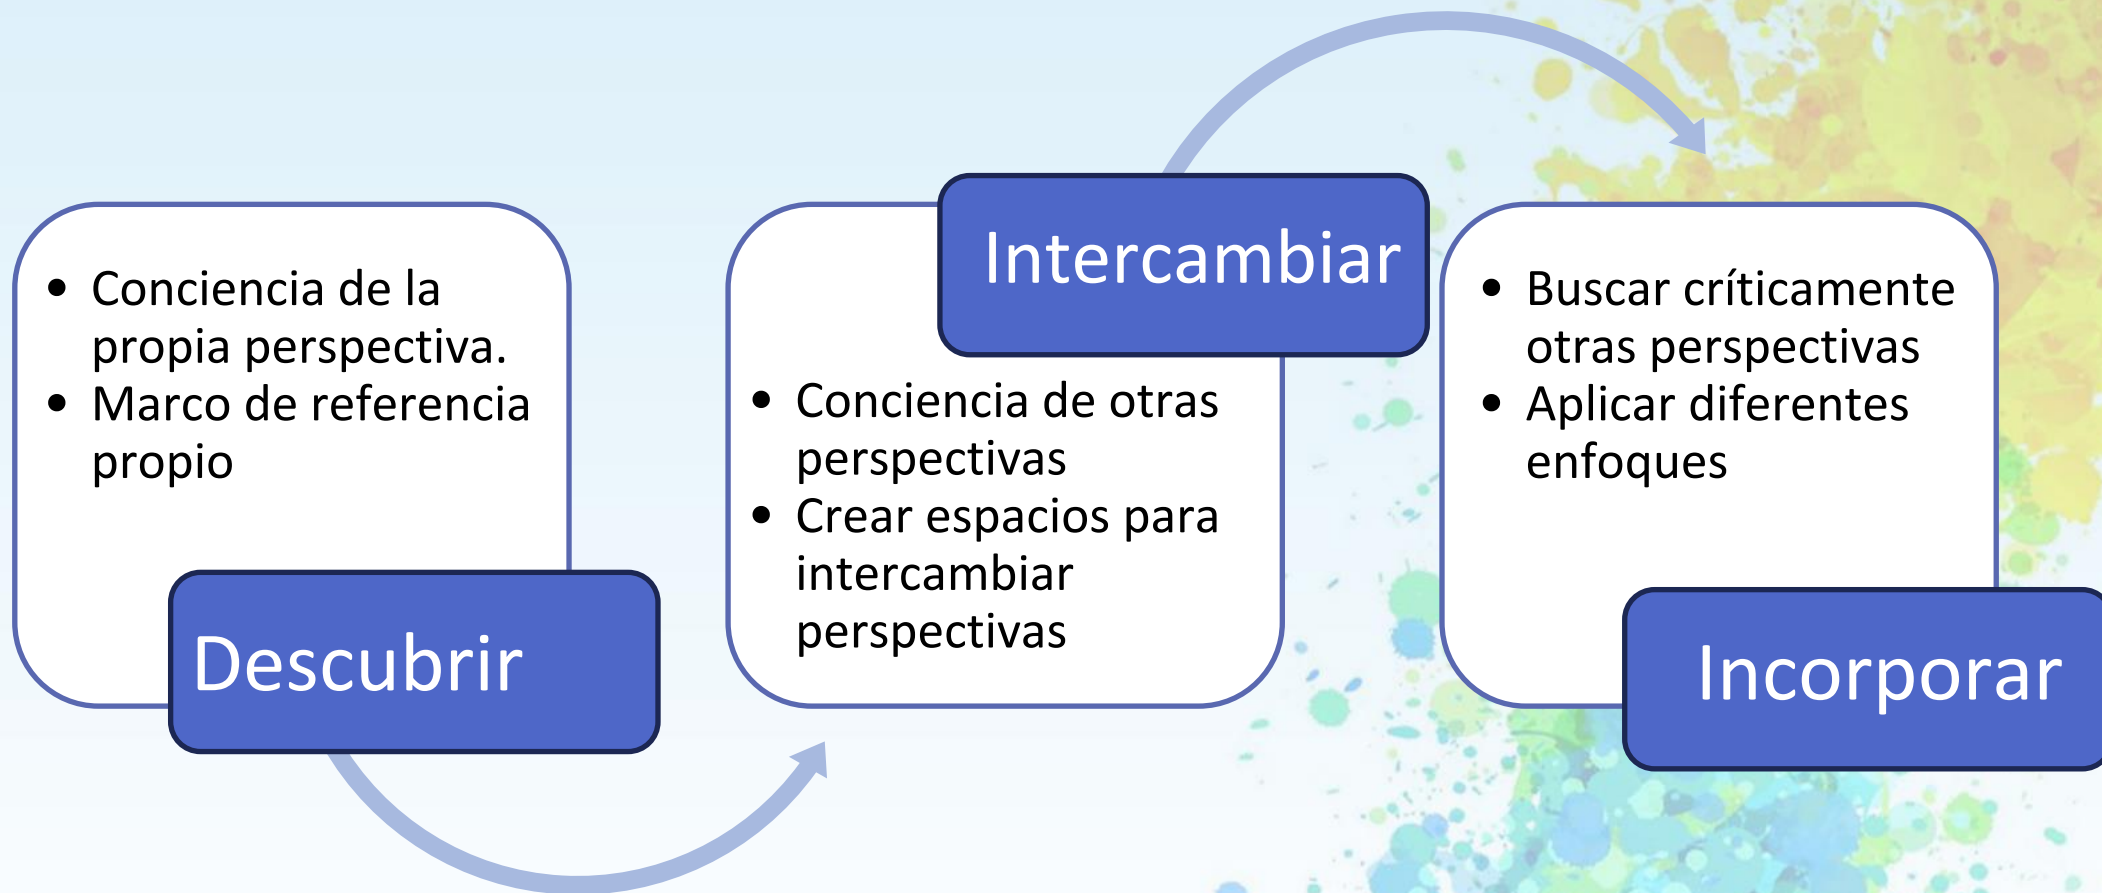 • Conciencia de la
propia perspectiva.
• Marco de referencia
propio
Descubrir
Intercambiar
• Conciencia de otras
perspectivas
• Crear espacios para
intercambiar
perspectivas
• Buscar críticamente
otras perspectivas
• Aplicar diferentes
enfoques
Incorporar